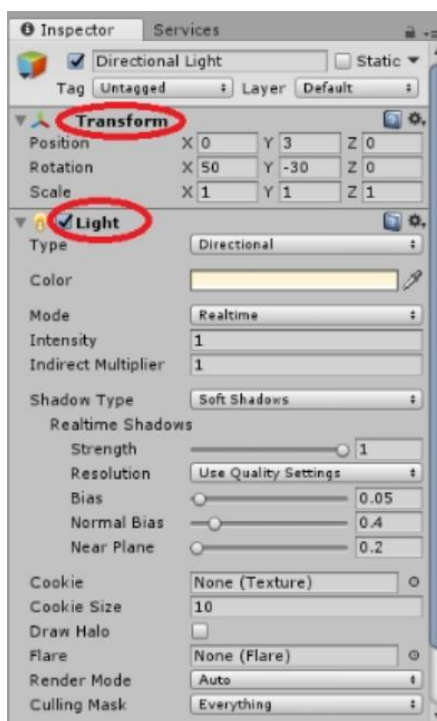 Inspector Services
Directional Light Static
Tag Untagged Layer Default
Transform
Position X 0 Y 3 Z 0
Rotation X 50 Y -30 Z 0
Scale X 1 Y 1 Z 1
Light
Type Directional
Color
Mode Realtime
Intensity 1
Indirect Multiplier 1
Shadow Type Soft Shadows
Realtime Shadows
Strength 1
Resolution Use Quality Settings
Bias 0.05
Normal Bias 0.4
Near Plane 0.2
Cookie None (Texture)
Cookie Size 10
Draw Halo
Flare None (Flare)
Render Mode Auto
Culling Mask Everything